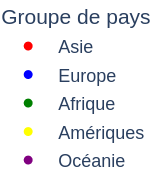 Groupe de pays
Asie
Europe
Afrique
Amériques
Océanie